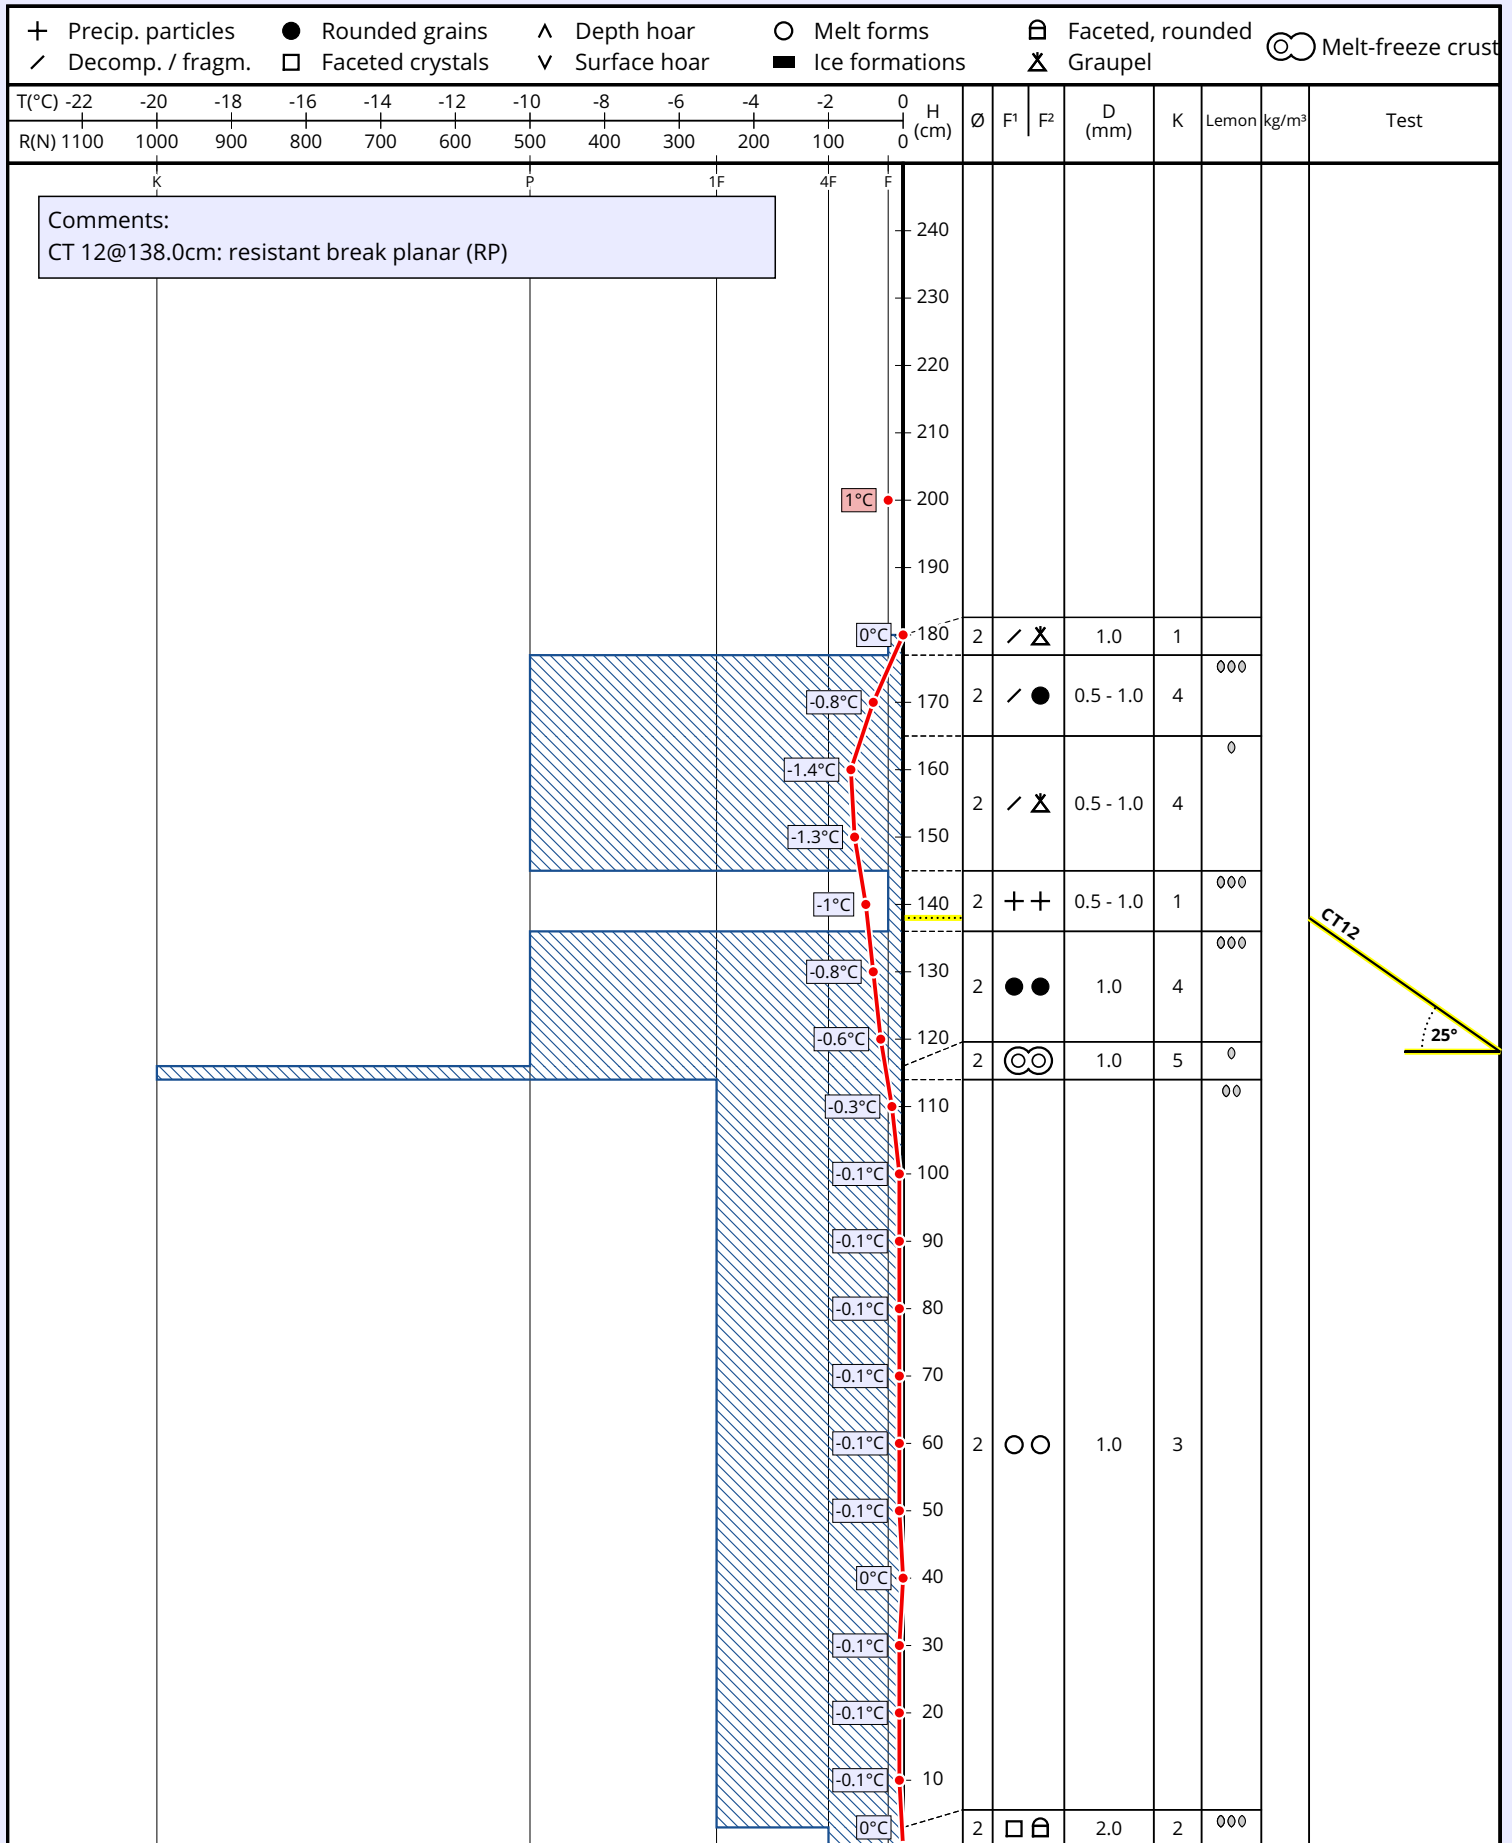 Precip. particles Rounded grains Depth hoar Melt forms Faceted, rounded Melt-freeze crust
Decomp. / fragm. Faceted crystals Surface hoar Ice formations Graupel
T(°C) -22 -20 -18 -16 -14 -12 -10 -8 -6 -4 -2 0
R(N) 1100 1000 900 800 700 600 500 400 300 200 100 0
H (cm) Ø F¹ F² D (mm) K Lemon kg/m³ Test
K P 1F 4F F
Comments:
CT 12@138.0cm: resistant break planar (RP)
240
230
220
210
1°C 200
190
0°C 180 2 1.0 1
-0.8°C 170 2 0.5 - 1.0 4
-1.4°C 160
2 0.5 - 1.0 4
-1.3°C 150
-1°C 140 2 0.5 - 1.0 1
CT12
-0.8°C 130 2 1.0 4
-0.6°C 120 25°
2 1.0 5
-0.3°C 110
-0.1°C 100
-0.1°C 90
-0.1°C 80
-0.1°C 70
-0.1°C 60 2 1.0 3
-0.1°C 50
0°C 40
-0.1°C 30
-0.1°C 20
-0.1°C 10
0°C 2 2.0 2